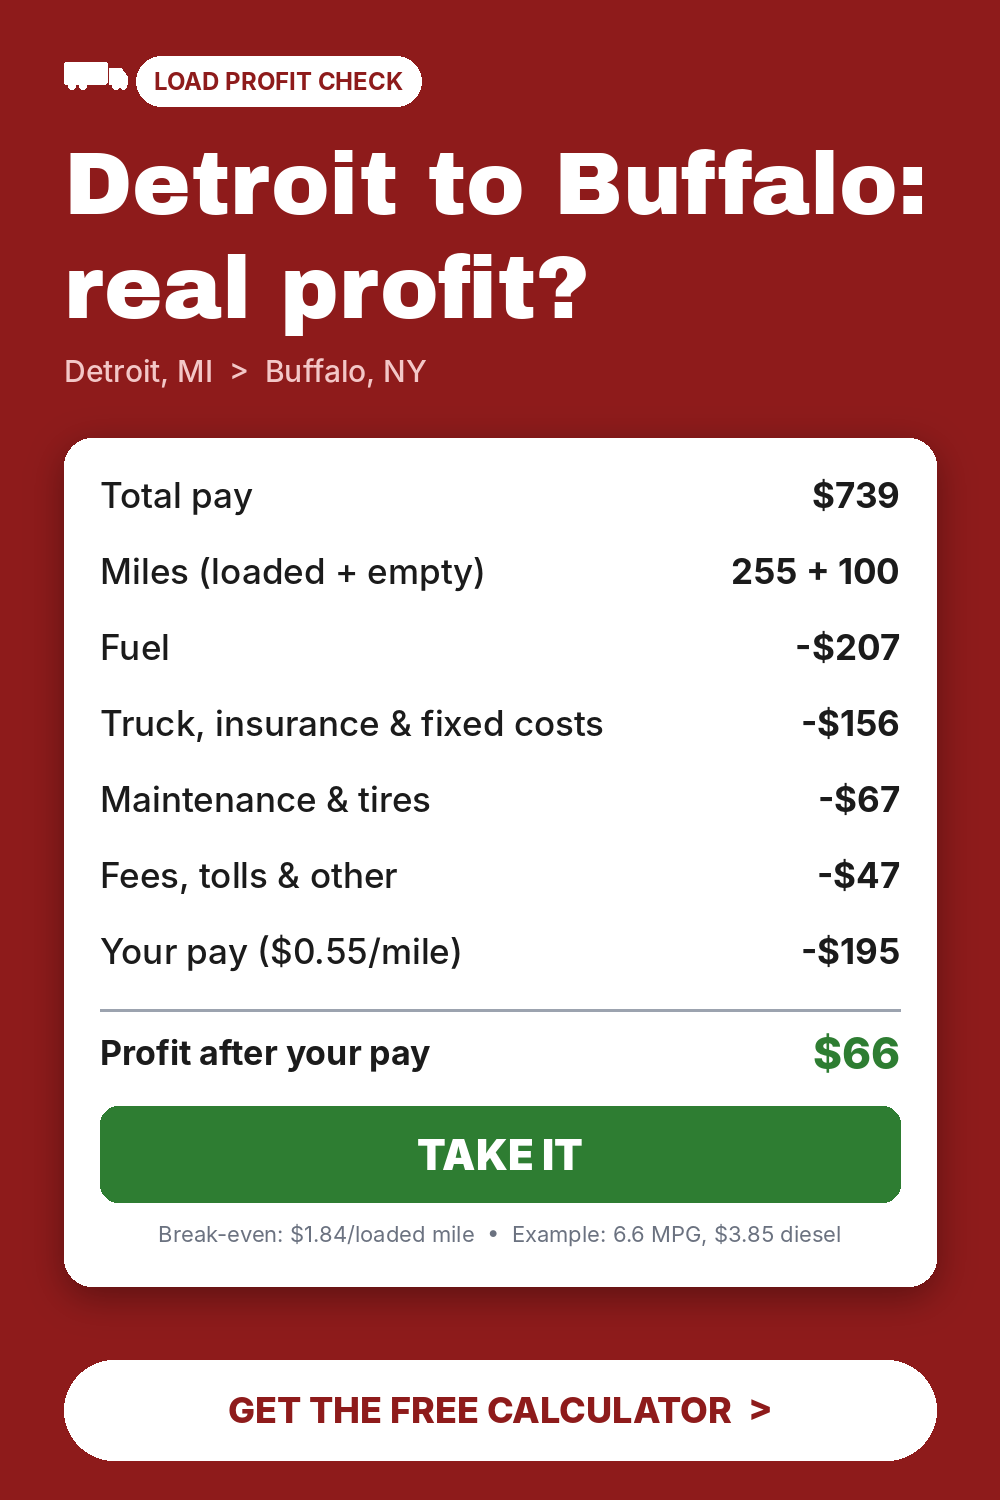 LOAD PROFIT CHECK
Detroit to Buffalo:
real profit?
Detroit, MI > Buffalo, NY
Total pay $739
Miles (loaded + empty) 255 + 100
Fuel -$207
Truck, insurance & fixed costs -$156
Maintenance & tires -$67
Fees, tolls & other -$47
Your pay ($0.55/mile) -$195
Profit after your pay $66
TAKE IT
Break-even: $1.84/loaded mile • Example: 6.6 MPG, $3.85 diesel
GET THE FREE CALCULATOR >